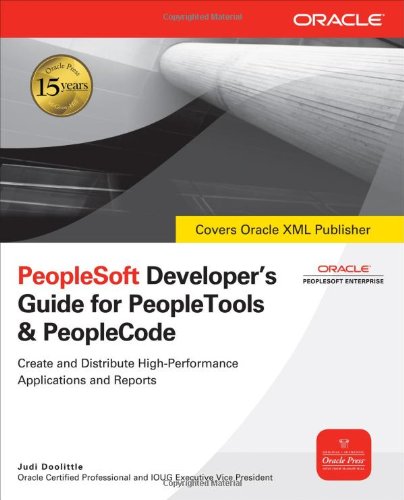 Copyrighted Material
ORACLE
Oracle Press
15 years
Covers Oracle XML Publisher
PeopleSoft Developer's
Guide for PeopleTools
& PeopleCode
ORACLE
PEOPLESOFT ENTERPRISE
Create and Distribute High-Performance
Applications and Reports
Judi Doolittle
Oracle Certified Professional and IOUG Executive Vice President
Oracle Press
Copyrighted Material